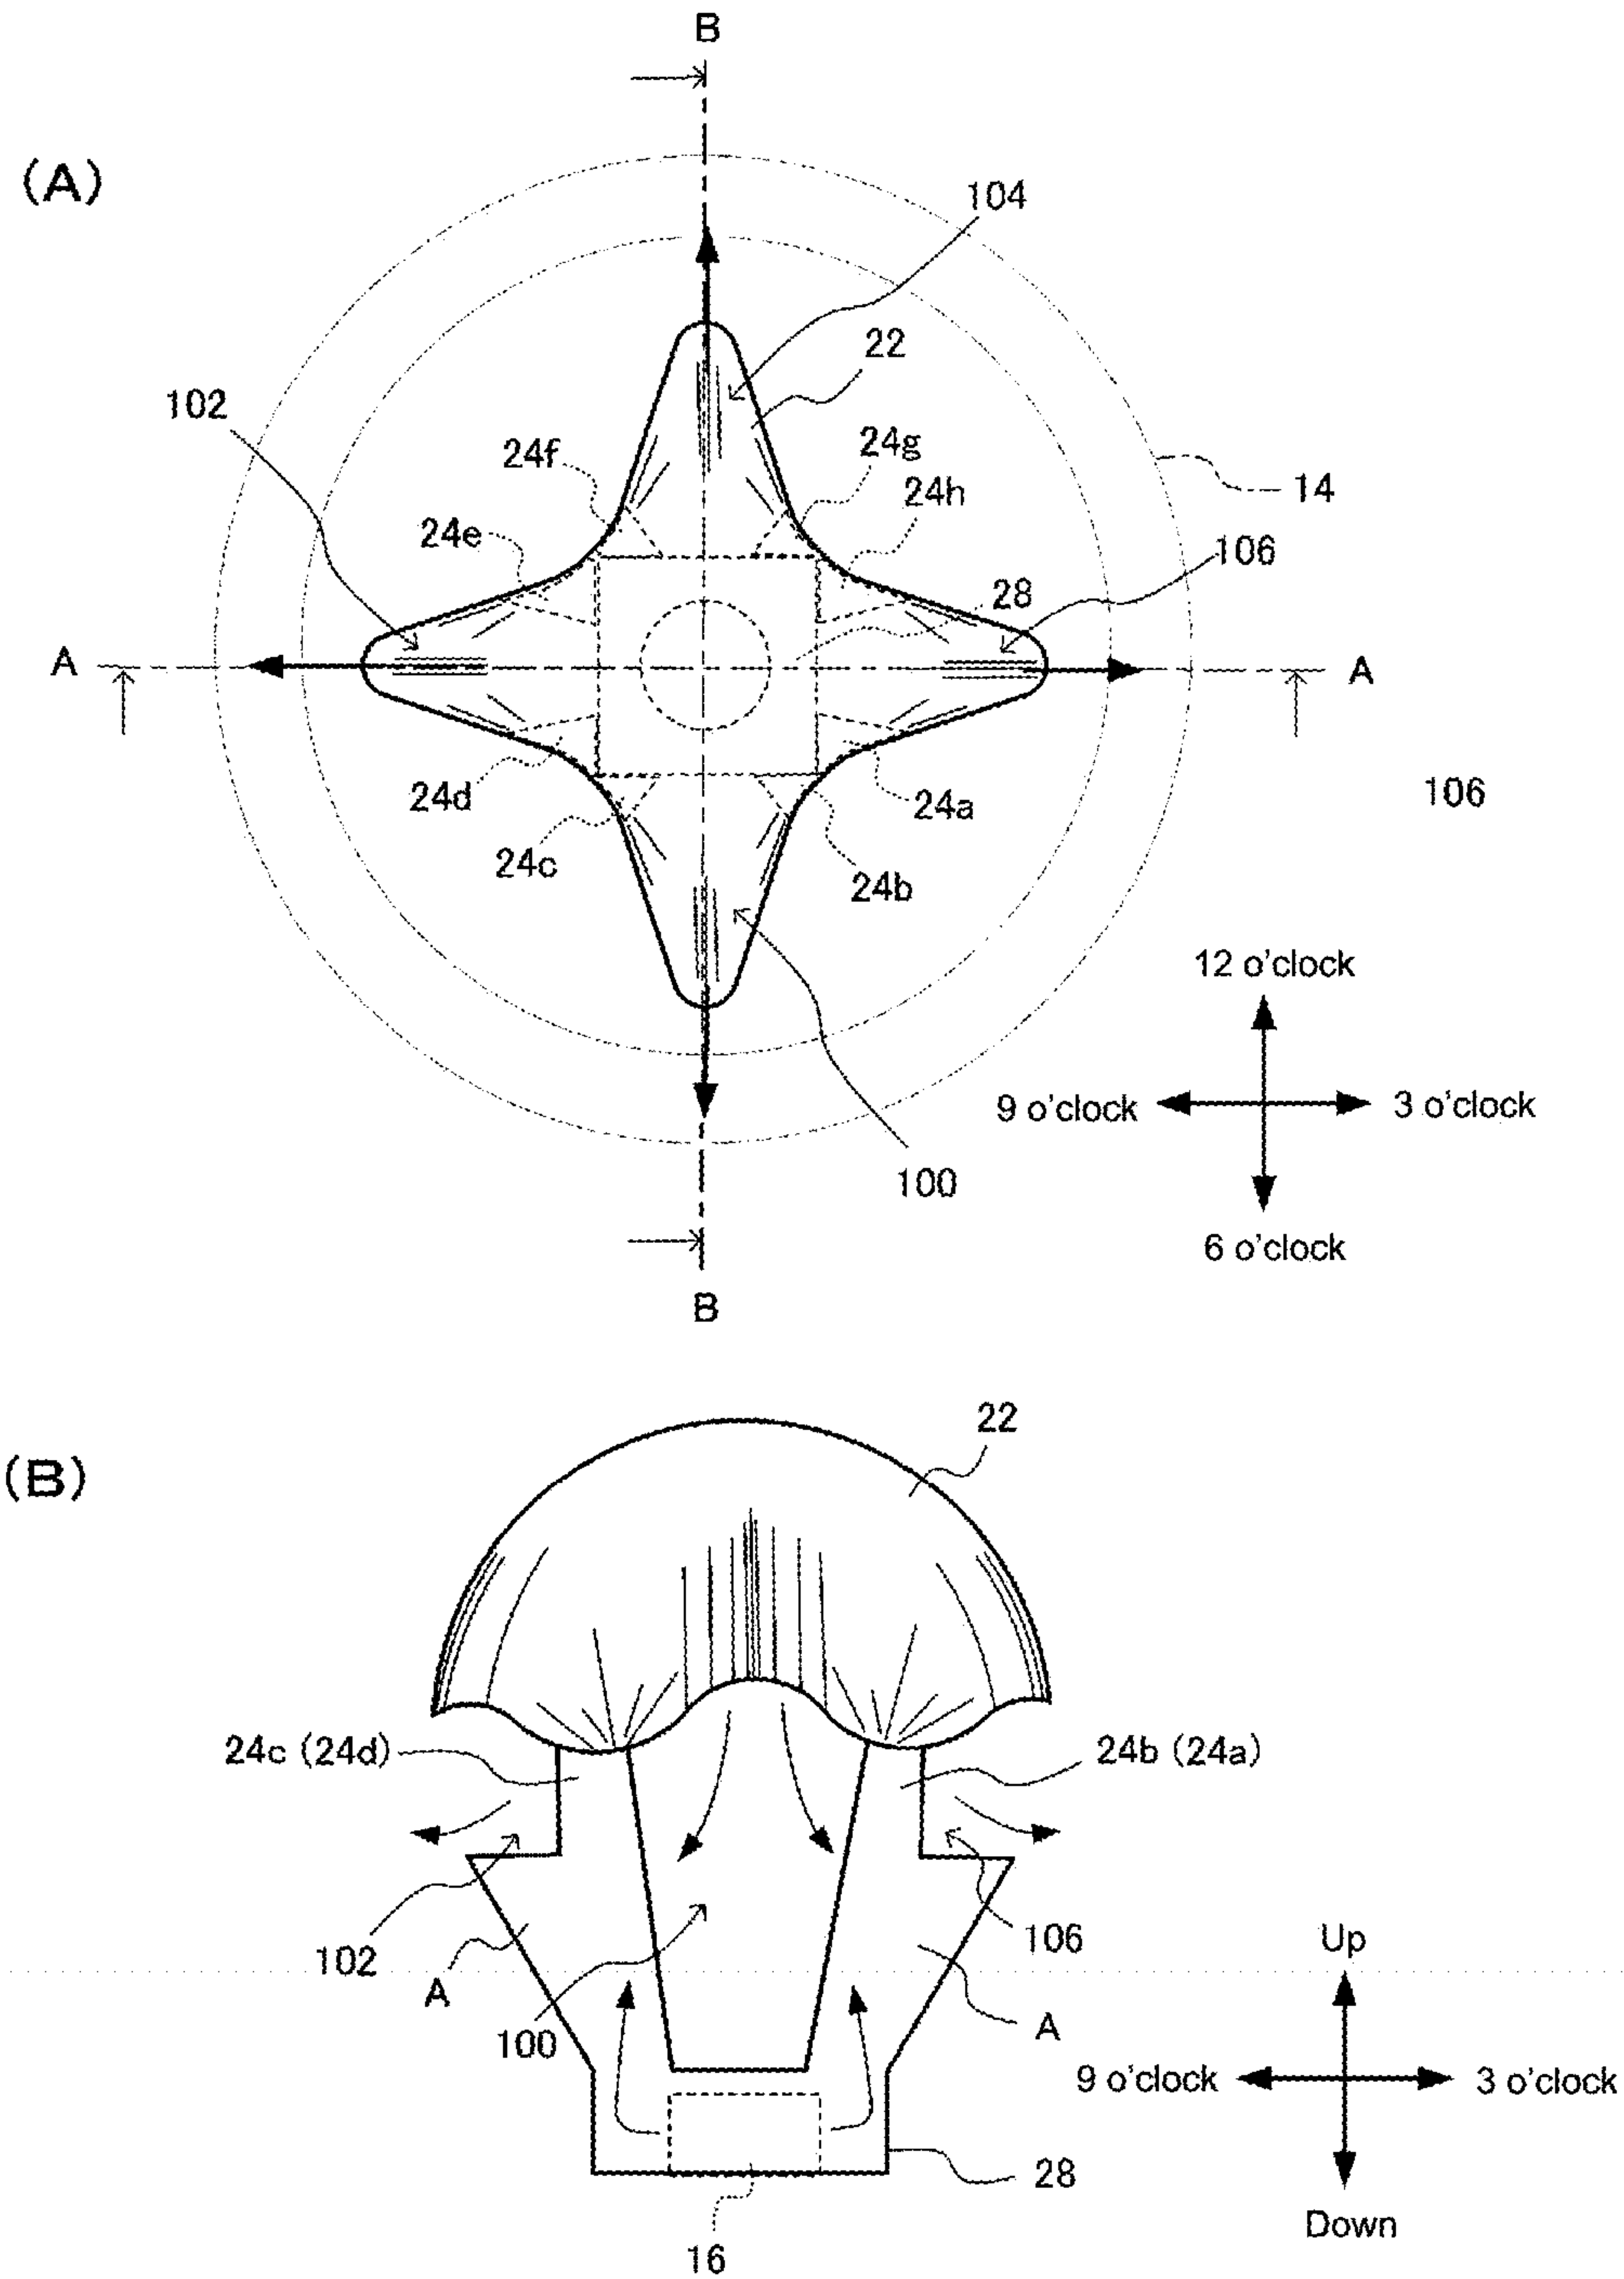 B
(A)
104
22
102
24f
24g
24h
14
24e
106
28
A
A
24d
24a
106
24c
24b
12 o'clock
9 o'clock
3 o'clock
100
6 o'clock
B
22
(B)
24c (24d)
24b (24a)
102
106
Up
A
100
A
9 o'clock
3 o'clock
28
Down
16